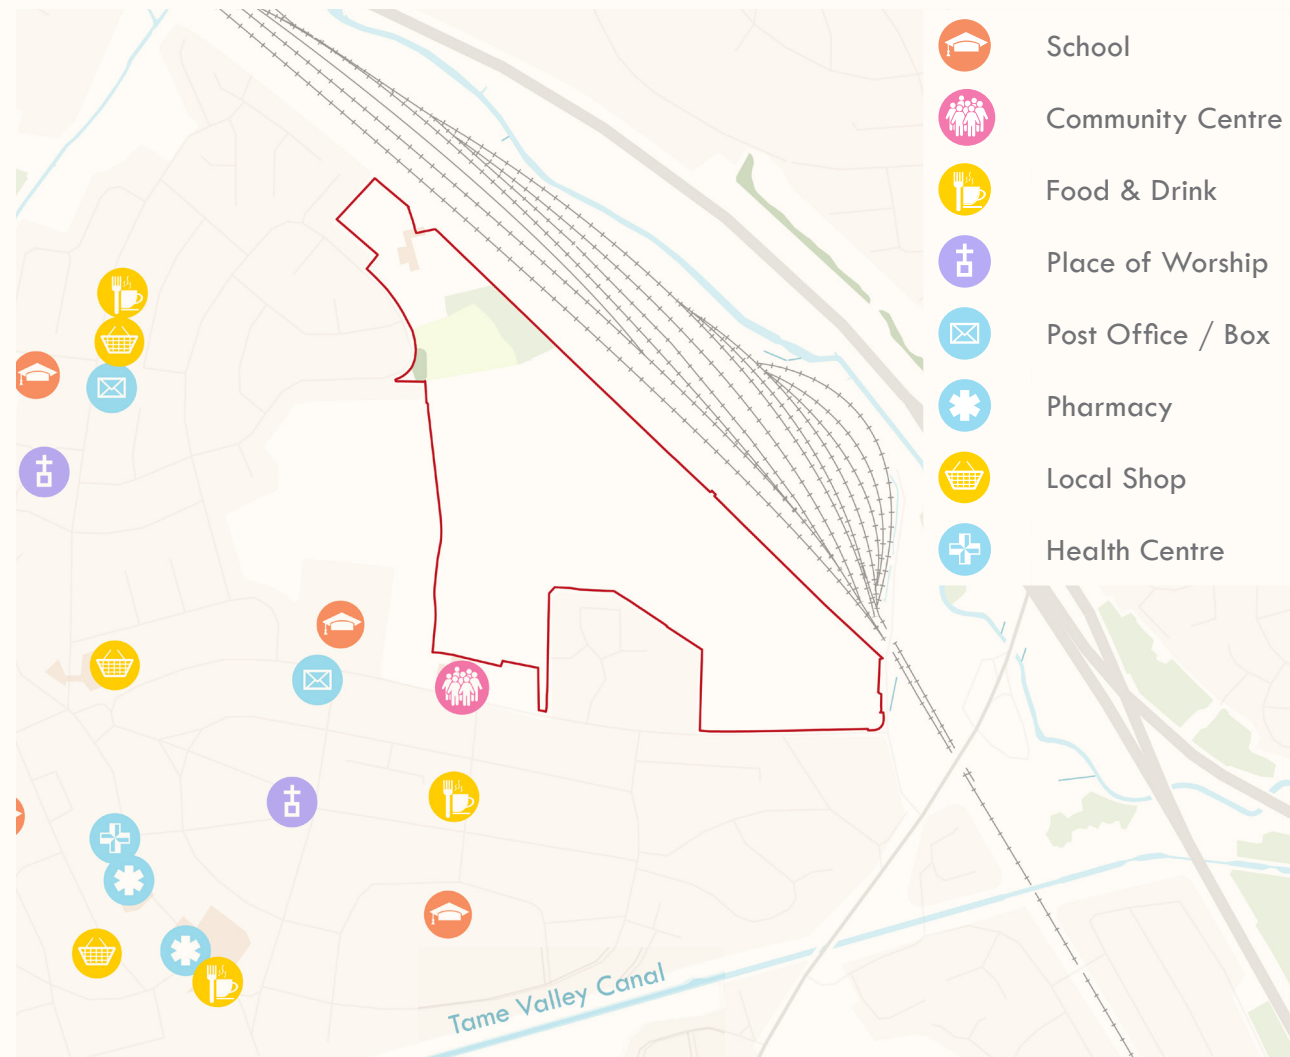 School
Community Centre
Food & Drink
Place of Worship
Post Office / Box
Pharmacy
Local Shop
Health Centre
Tame Valley Canal